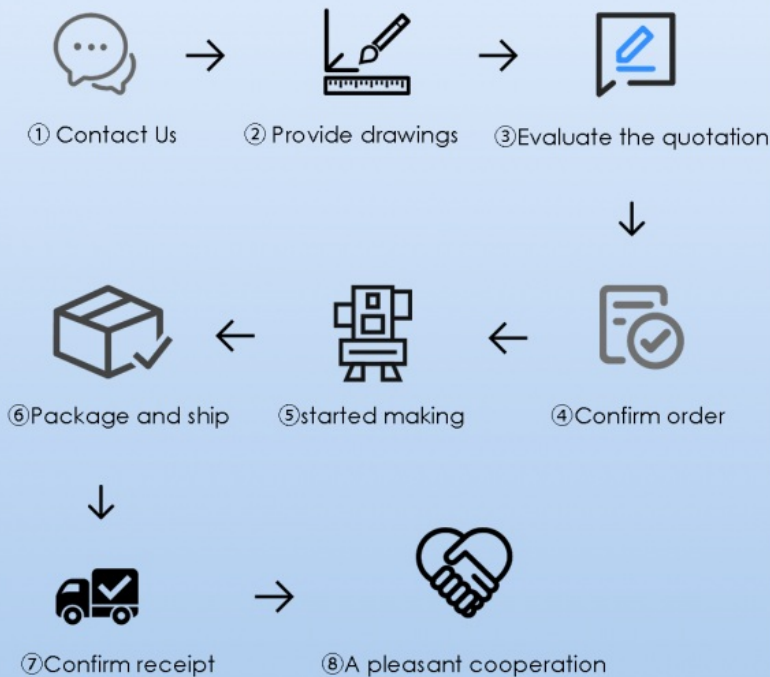 ① Contact Us
② Provide drawings
③Evaluate the quotation
④Confirm order
⑤started making
⑥Package and ship
⑦Confirm receipt
⑧A pleasant cooperation